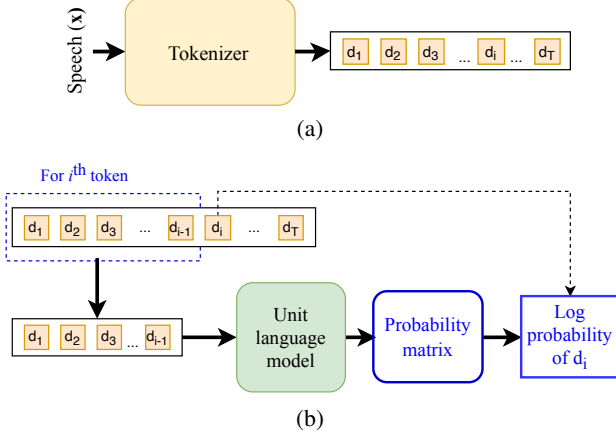 Speech (x)
Tokenizer
d1 d2 d3 ... di ... dT
(a)
For ith token
d1 d2 d3 ... di-1 di ... dT
d1 d2 d3 ... di-1
Unit
language
model
Probability
matrix
Log
probability
of di
(b)